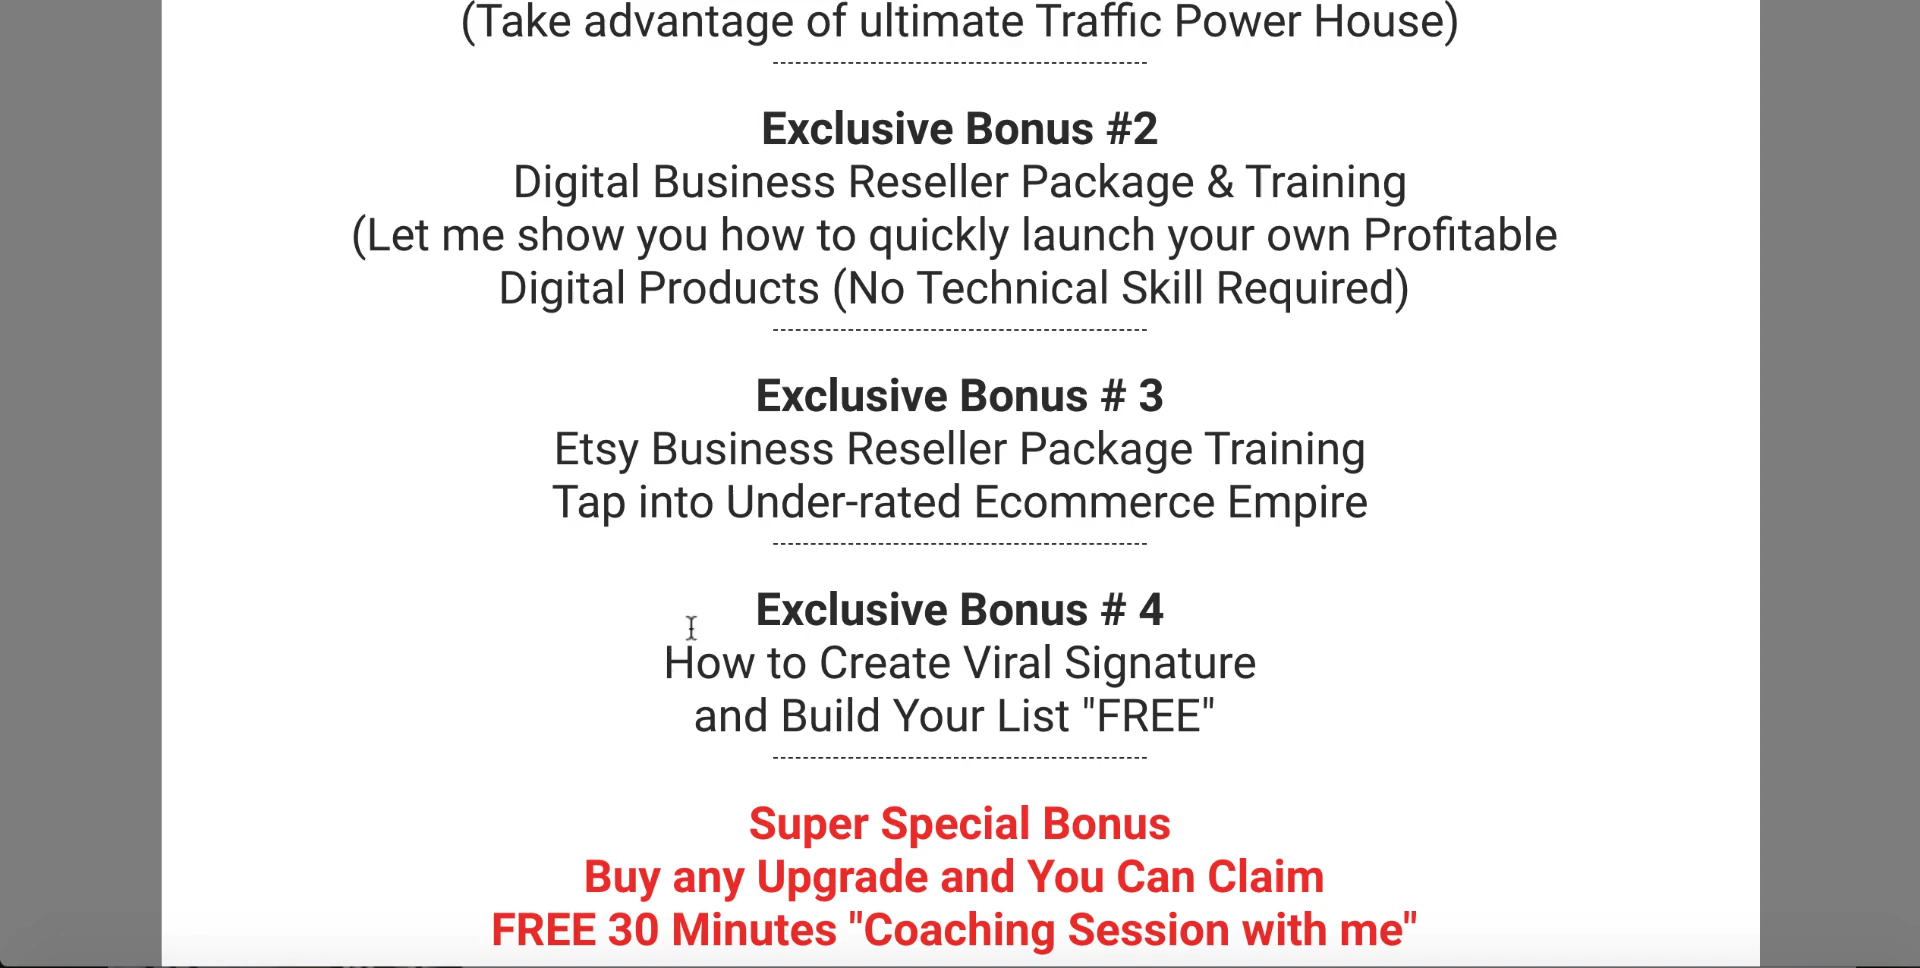 (Take advantage of ultimate Traffic Power House)
--------------------------------------------------
Exclusive Bonus #2
Digital Business Reseller Package & Training
(Let me show you how to quickly launch your own Profitable
Digital Products (No Technical Skill Required)
--------------------------------------------------
Exclusive Bonus # 3
Etsy Business Reseller Package Training
Tap into Under-rated Ecommerce Empire
--------------------------------------------------
Exclusive Bonus # 4
How to Create Viral Signature
and Build Your List "FREE"
--------------------------------------------------
Super Special Bonus
Buy any Upgrade and You Can Claim
FREE 30 Minutes "Coaching Session with me"